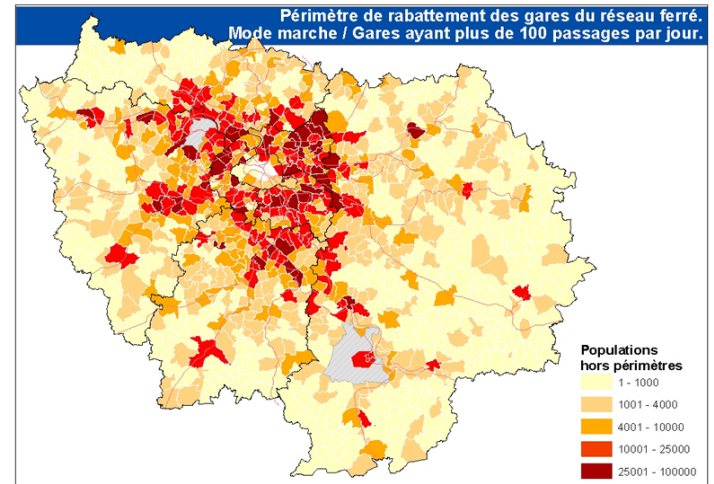 Périmètre de rabattement des gares du réseau ferré.
Mode marche / Gares ayant plus de 100 passages par jour.
Populations
hors périmètres
1 - 1000
1001 - 4000
4001 - 10000
10001 - 25000
25001 - 100000